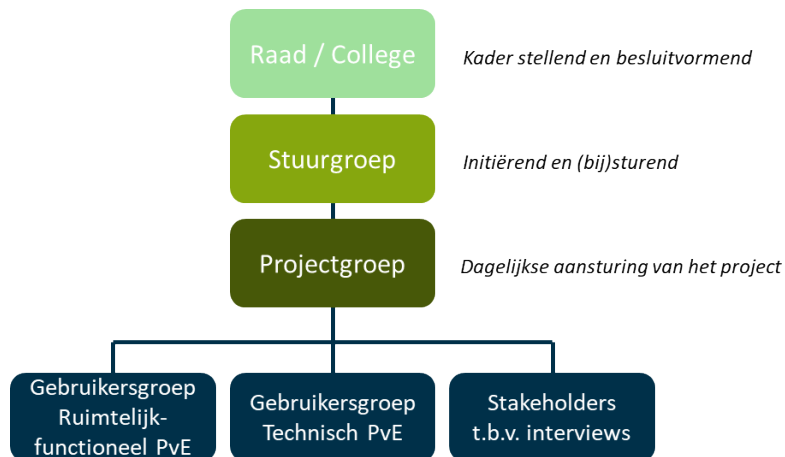 Raad / College
Kader stellend en besluitvormend
Stuurgroep
Initiërend en (bij)sturend
Projectgroep
Dagelijkse aansturing van het project
Gebruikersgroep
Ruimtelijk-
functioneel PvE
Gebruikersgroep
Technisch PvE
Stakeholders
t.b.v. interviews